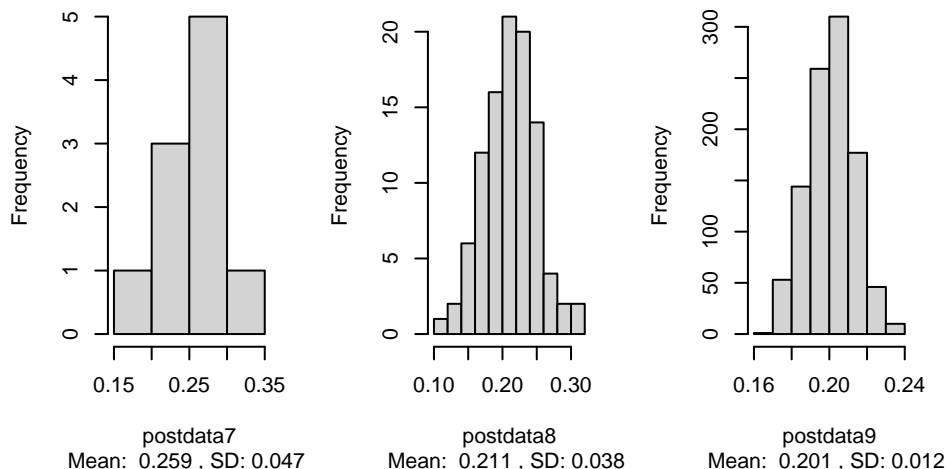 Frequency
0 1 2 3 4 5
0.15 0.25 0.35
postdata7
Mean: 0.259 , SD: 0.047
Frequency
0 5 10 15 20
0.10 0.20 0.30
postdata8
Mean: 0.211 , SD: 0.038
Frequency
0 50 100 200 300
0.16 0.20 0.24
postdata9
Mean: 0.201 , SD: 0.012